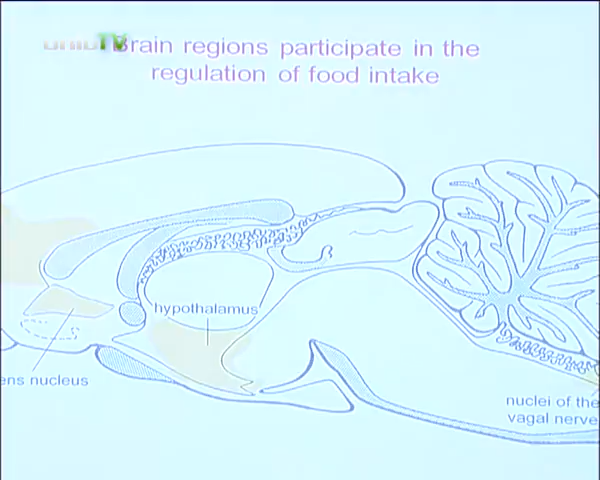 Brain regions participate in the
regulation of food intake
hypothalamus
ens nucleus
nuclei of the
vagal nerve